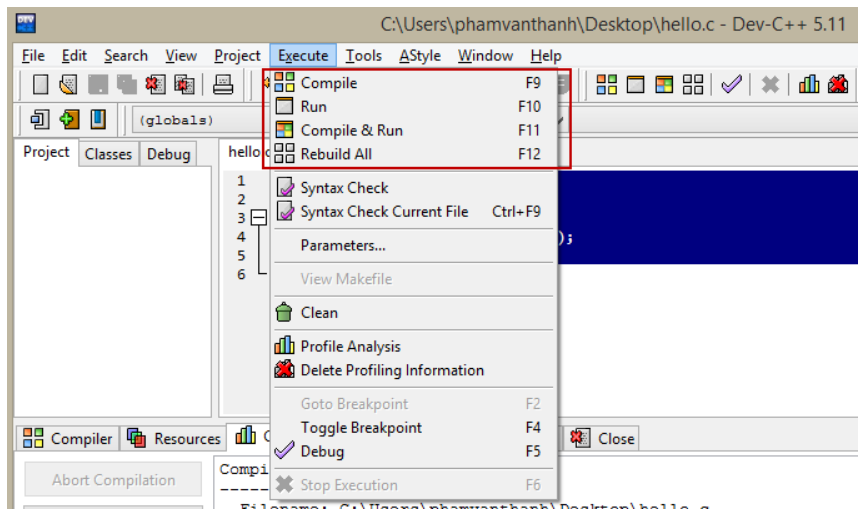 DEV
C:\Users\phamvanthanh\Desktop\hello.c - Dev-C++ 5.11
File Edit Search View Project Execute Tools AStyle Window Help
(globals)
Project Classes Debug
hello.c
Compile F9
Run F10
Compile & Run F11
Rebuild All F12
Syntax Check
Syntax Check Current File Ctrl+F9
Parameters...
View Makefile
Clean
Profile Analysis
Delete Profiling Information
Goto Breakpoint F2
Toggle Breakpoint F4
Debug F5
Stop Execution F6
1
2
3
4 );
5
6
Compiler Resources Close
Abort Compilation
Compi
--------
Filename: C:\Users\phamvanthanh\Desktop\hello.c